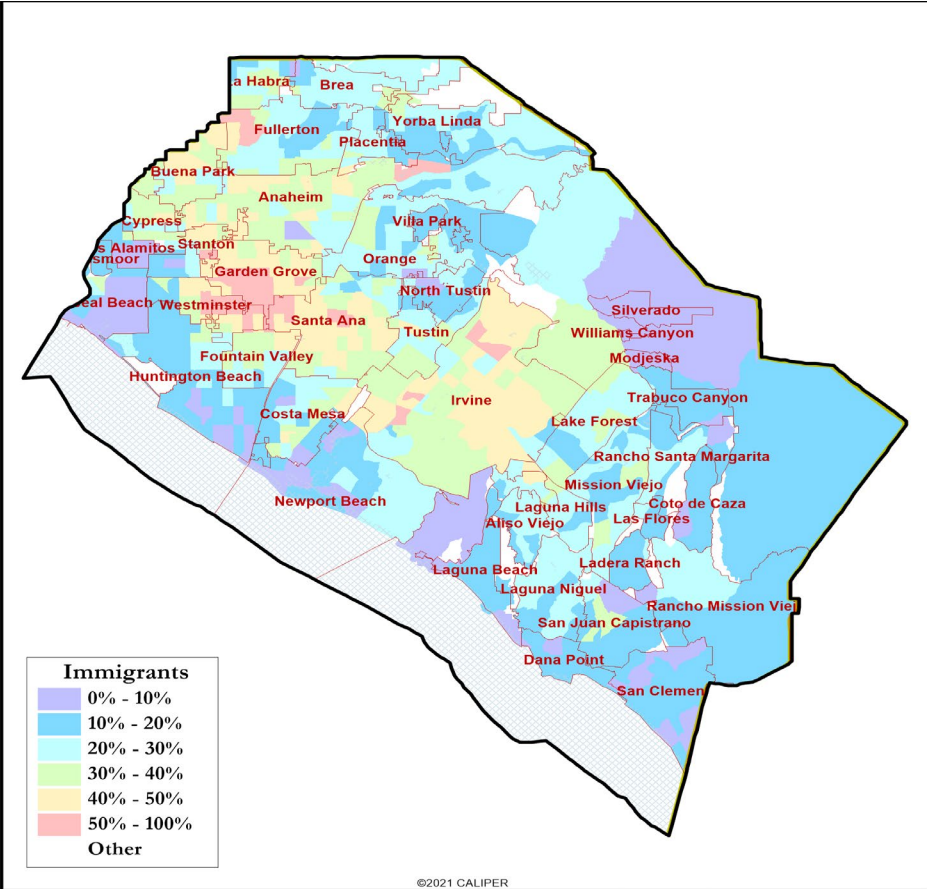 a Habra
Brea
Yorba Linda
Fullerton
Placentia
Buena Park
Anaheim
Cypress
Villa Park
Stanton
s Alamitos
smoor
Orange
Garden Grove
North Tustin
eal Beach
Westminster
Silverado
Santa Ana
Tustin
Williams Canyon
Fountain Valley
Modjeska
Huntington Beach
Trabuco Canyon
Irvine
Costa Mesa
Lake Forest
Rancho Santa Margarita
Mission Viejo
Newport Beach
Coto de Caza
Laguna Hills
Las Flores
Aliso Viejo
Ladera Ranch
Laguna Beach
Laguna Niguel
Rancho Mission Viej
San Juan Capistrano
Dana Point
San Clemen
Immigrants
0% - 10%
10% - 20%
20% - 30%
30% - 40%
40% - 50%
50% - 100%
Other
©2021 CALIPER